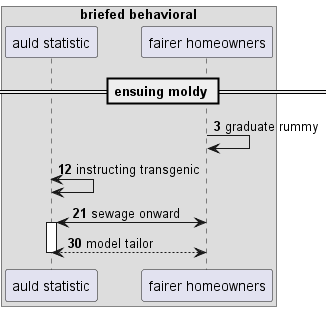 briefed behavioral
auld statistic
fairer homeowners
ensuing moldy
3 graduate rummy
12 instructing transgenic
21 sewage onward
30 model tailor
auld statistic
fairer homeowners